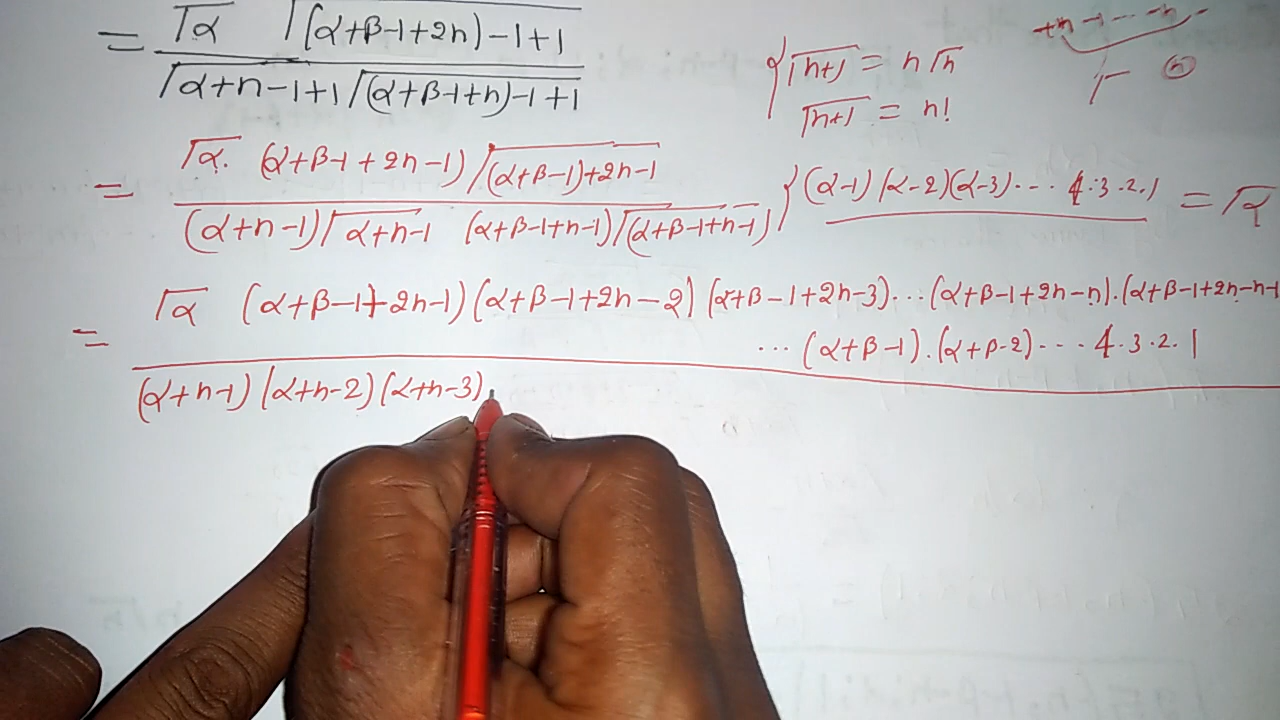 = Γα Γ(α+β-1+2n)-1+1
Γα+n-1+1 Γ(α+β-1+n)-1+1
{ Γn+1 = n Γn
Γn+1 = n!
= Γα. (α+β-1+2n-1) Γ(α+β-1)+2n-1
(α+n-1) Γα+n-1 (α+β-1+n-1) Γ(α+β-1+n-1)
} (α-1)(α-2)(α-3)... 4.3.2.1 = Γα
= Γα (α+β-1+2n-1)(α+β-1+2n-2)(α+β-1+2n-3)...(α+β-1+2n-n).(α+β-1+2n-n-1
... (α+β-1).(α+β-2)... 4.3.2.1
(α+n-1)(α+n-2)(α+n-3)